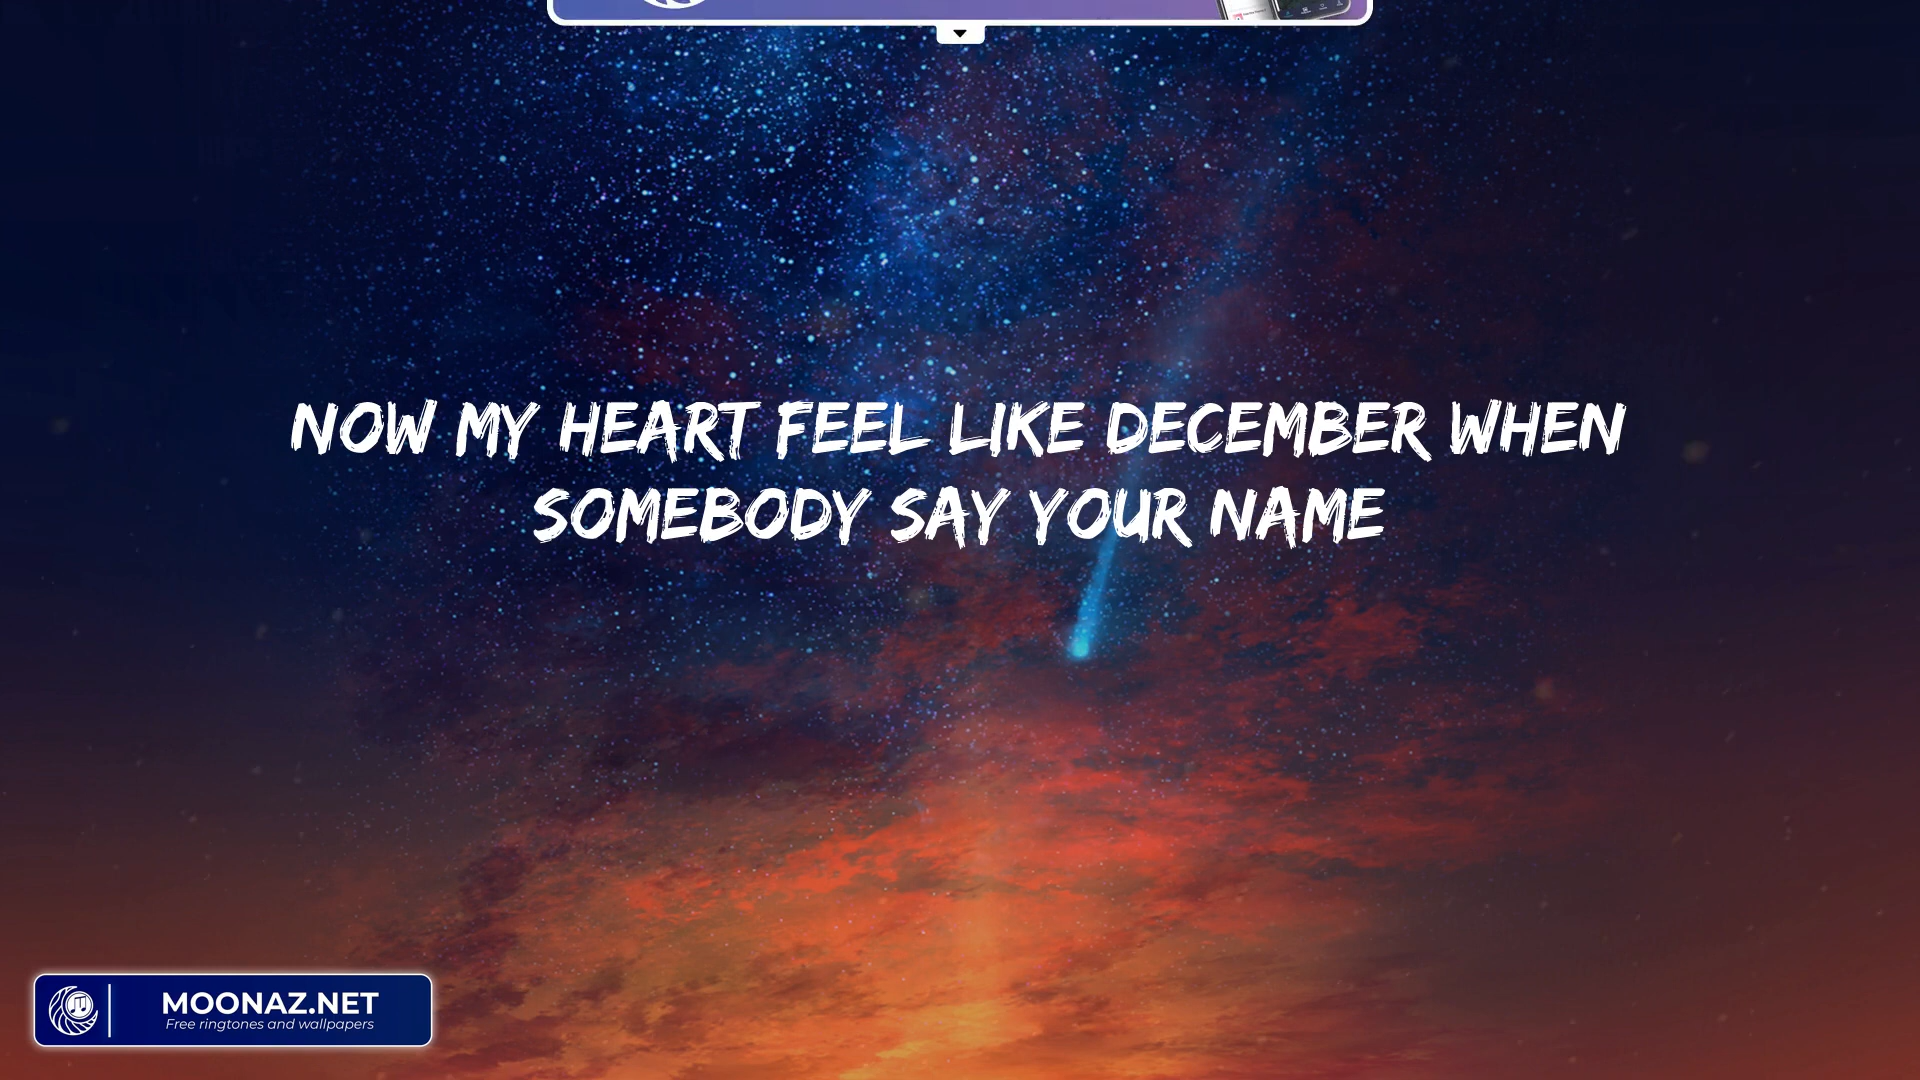 NOW MY HEART FEEL LIKE DECEMBER WHEN
SOMEBODY SAY YOUR NAME
MOONAZ.NET
Free ringtones and wallpapers